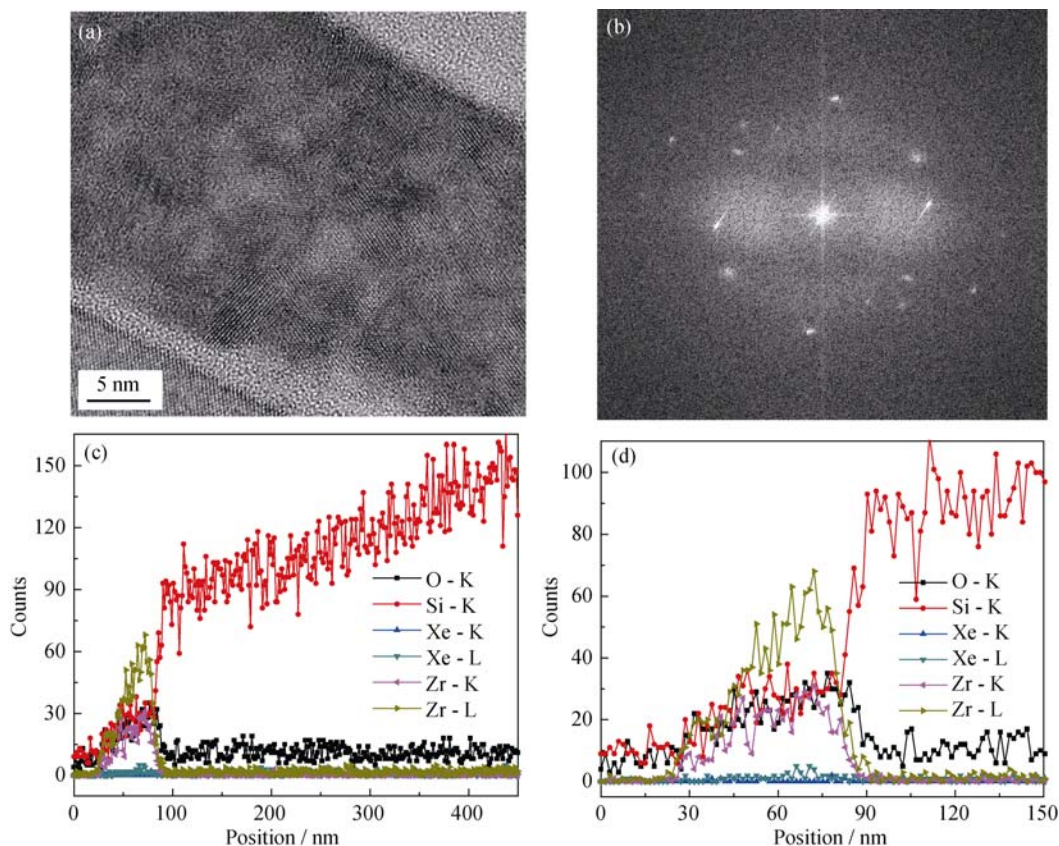 (a)
5 nm
(b)
(c)
Counts
150
120
90
60
30
0
O - K
Si - K
Xe - K
Xe - L
Zr - K
Zr - L
0
100
200
300
400
Position / nm
(d)
Counts
100
80
60
40
20
0
O - K
Si - K
Xe - K
Xe - L
Zr - K
Zr - L
0
30
60
90
120
150
Position / nm